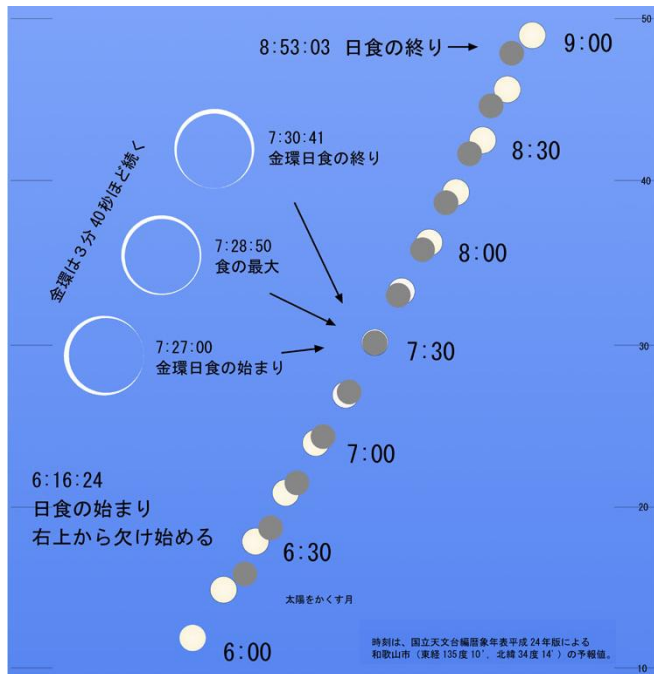 50
8:53:03 日食の終り
9:00
7:30:41
金環日食の終り
8:30
40
金環は３分40秒ほど続く
7:28:50
食の最大
8:00
7:27:00
金環日食の始まり
7:30
30
7:00
6:16:24
日食の始まり
右上から欠け始める
20
6:30
太陽をかくす月
6:00
時刻は、国立天文台編暦象年表平成24年版による
和歌山市（東経135度10'、北緯34度14'）の予報値。
10